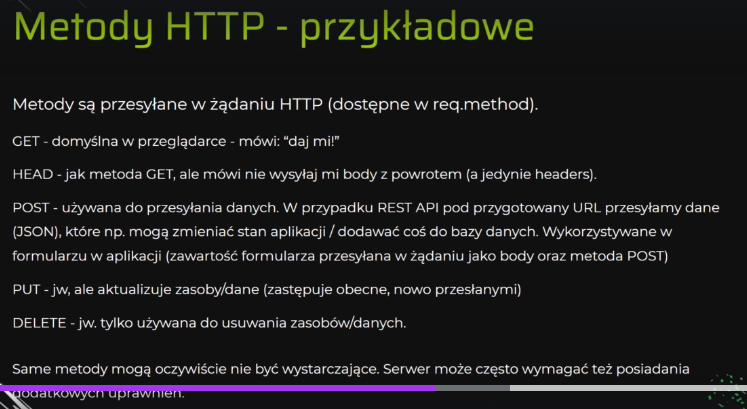 Metody HTTP - przykładowe
Metody są przesyłane w żądaniu HTTP (dostępne w req.method).
GET - domyślna w przeglądarce - mówi: “daj mi!”
HEAD - jak metoda GET, ale mówi nie wysyłaj mi body z powrotem (a jedynie headers).
POST - używana do przesyłania danych. W przypadku REST API pod przygotowany URL przesyłamy dane
(JSON), które np. mogą zmieniać stan aplikacji / dodawać coś do bazy danych. Wykorzystywane w
formularzu w aplikacji (zawartość formularza przesyłana w żądaniu jako body oraz metoda POST)
PUT - jw, ale aktualizuje zasoby/dane (zastępuje obecne, nowo przesłanymi)
DELETE - jw. tylko używana do usuwania zasobów/danych.
Same metody mogą oczywiście nie być wystarczające. Serwer może często wymagać też posiadania
dodatkowych uprawnień.